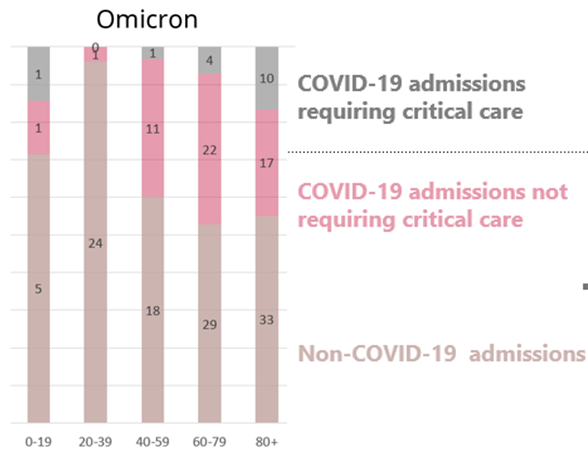 Omicron
0
1 1 1 4 10
COVID-19 admissions
requiring critical care
1 11 22 17
COVID-19 admissions not
requiring critical care
5 24 18 29 33
Non-COVID-19 admissions
0-19 20-39 40-59 60-79 80+